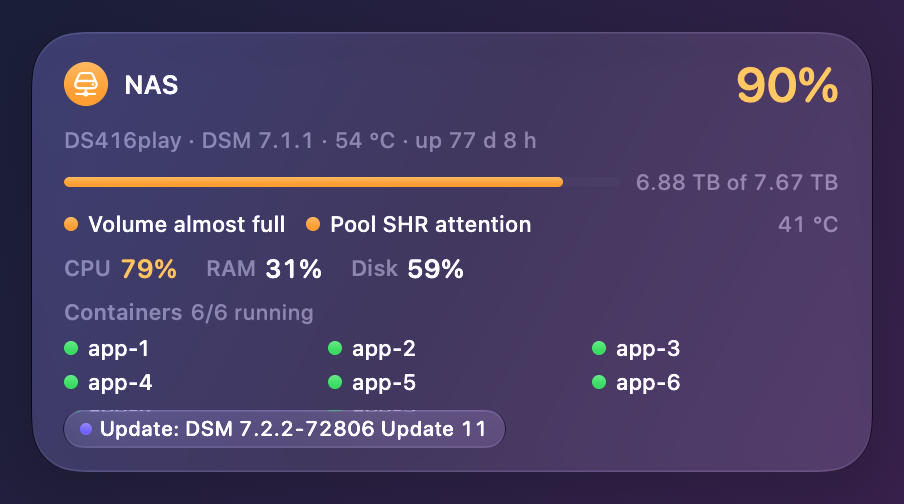 NAS 90%
DS416play · DSM 7.1.1 · 54 °C · up 77 d 8 h
6.88 TB of 7.67 TB
Volume almost full Pool SHR attention 41 °C
CPU 79% RAM 31% Disk 59%
Containers 6/6 running
app-1 app-2 app-3
app-4 app-5 app-6
Update: DSM 7.2.2-72806 Update 11